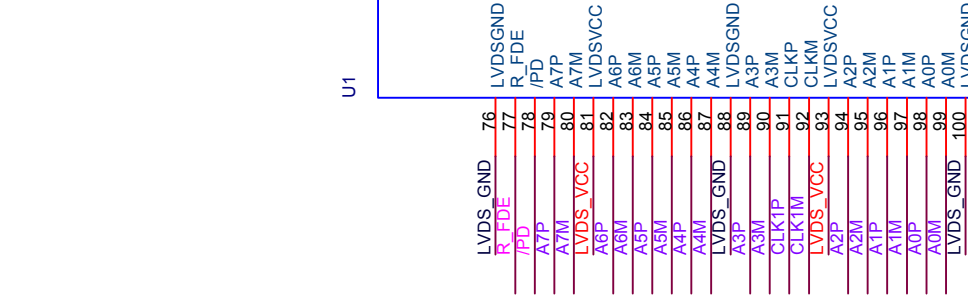 U1
LVDSGND
R_FDE
/PD
A7P
A7M
LVDSVCC
A6P
A6M
A5P
A5M
A4P
A4M
LVDSGND
A3P
A3M
CLKP
CLKM
LVDSVCC
A2P
A2M
A1P
A1M
A0P
A0M
LVDSGND
76
77
78
79
80
81
82
83
84
85
86
87
88
89
90
91
92
93
94
95
96
97
98
99
100
LVDS_GND
R_FDE
/PD
A7P
A7M
LVDS_VCC
A6P
A6M
A5P
A5M
A4P
A4M
LVDS_GND
A3P
A3M
CLK1P
CLK1M
LVDS_VCC
A2P
A2M
A1P
A1M
A0P
A0M
LVDS_GND